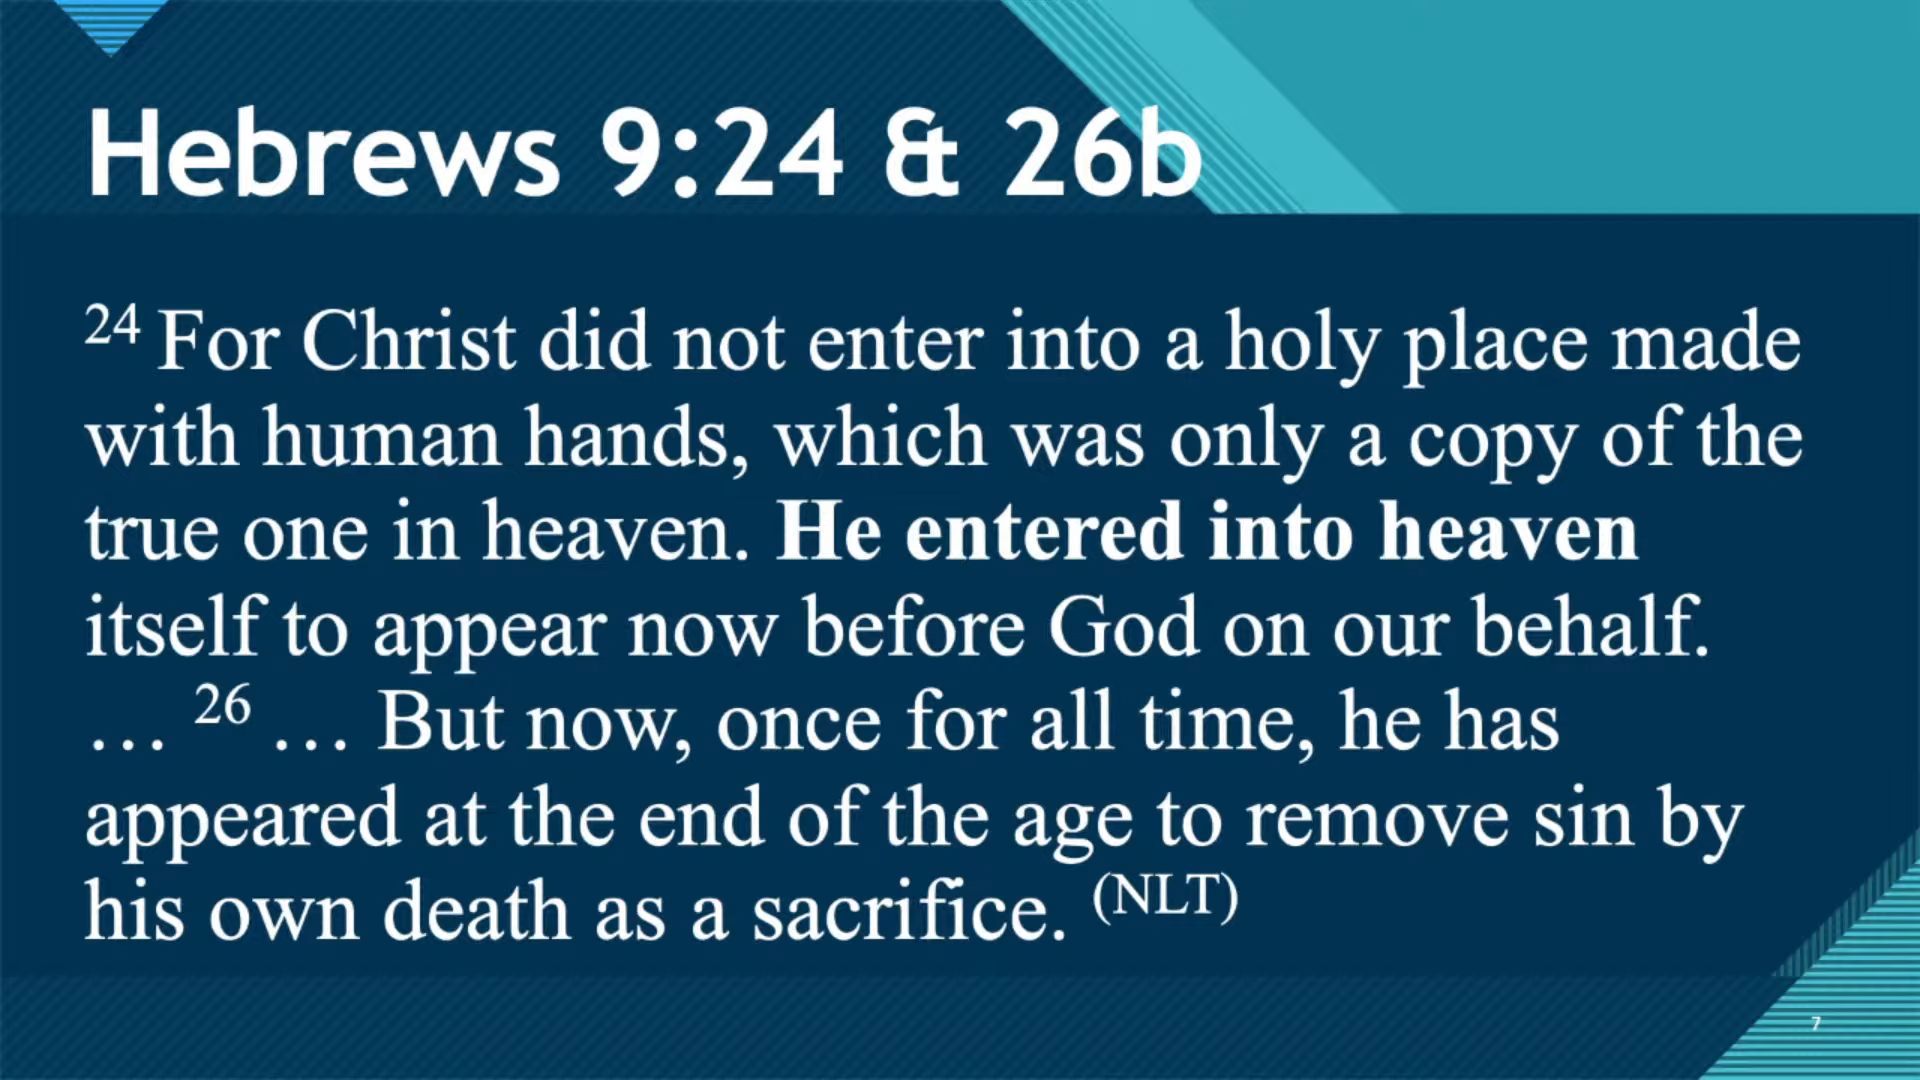 Hebrews 9:24 & 26b
24 For Christ did not enter into a holy place made
with human hands, which was only a copy of the
true one in heaven. He entered into heaven
itself to appear now before God on our behalf.
… 26 … But now, once for all time, he has
appeared at the end of the age to remove sin by
his own death as a sacrifice. (NLT)
7